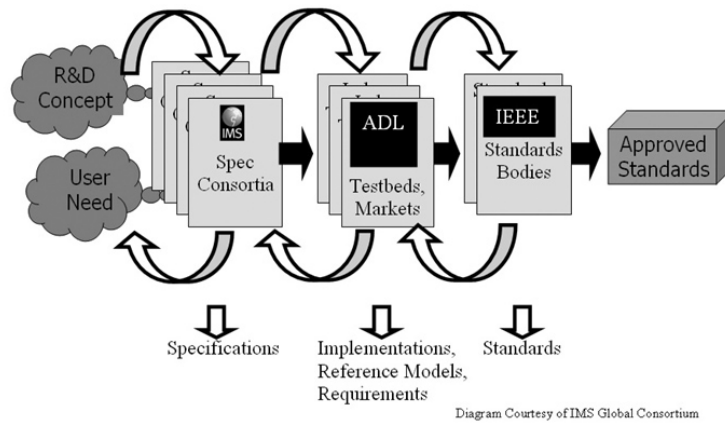 R&D
Concept
User
Need
IMS
Spec
Consortia
ADL
Testbeds,
Markets
IEEE
Standards
Bodies
Approved
Standards
Specifications
Implementations,
Reference Models,
Requirements
Standards
Diagram Courtesy of IMS Global Consortium